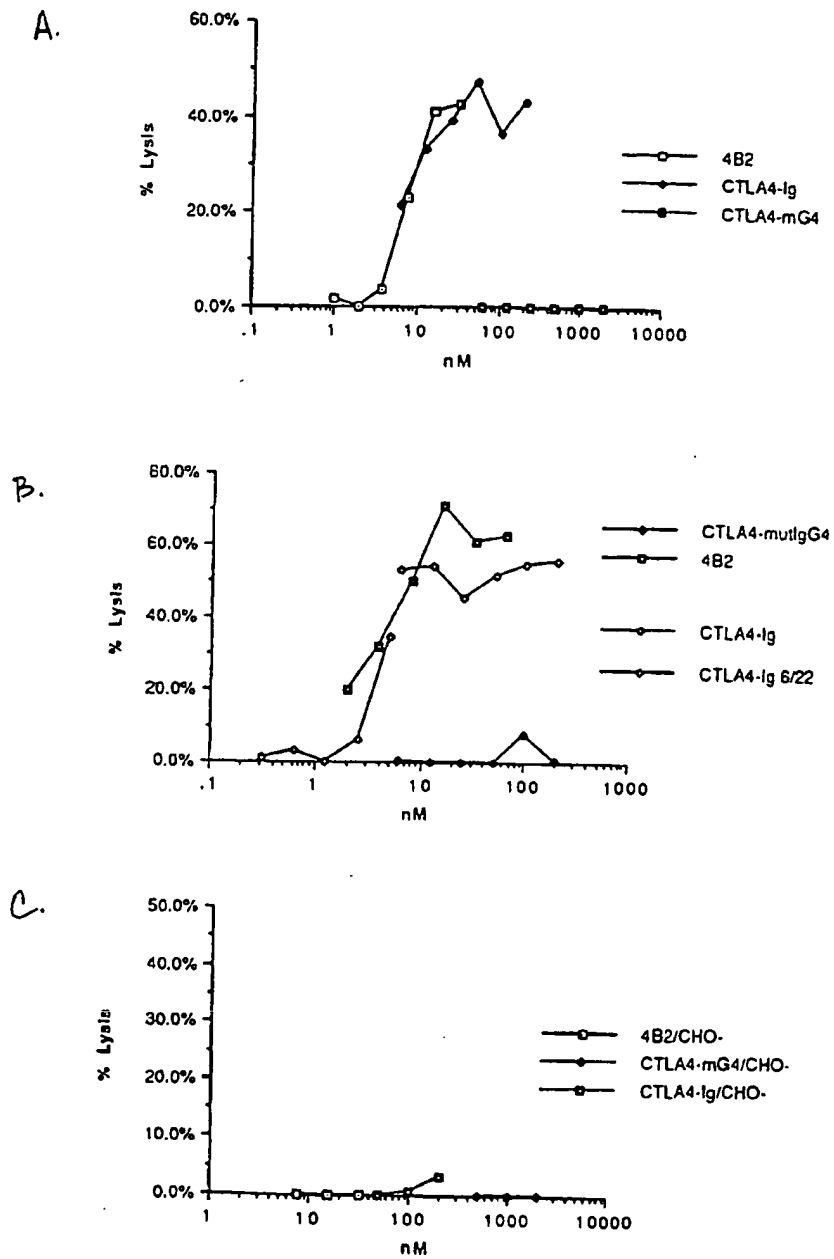 A.
60.0%
40.0%
20.0%
0.0%
% Lysis
.1
1
10
100
1000
10000
nM
4B2
CTLA4-Ig
CTLA4-mG4
B.
80.0%
60.0%
40.0%
20.0%
0.0%
% Lysis
.1
1
10
100
1000
nM
CTLA4-mutIgG4
4B2
CTLA4-Ig
CTLA4-Ig 6/22
C.
50.0%
40.0%
30.0%
20.0%
10.0%
0.0%
% Lysis
1
10
100
1000
10000
nM
4B2/CHO-
CTLA4-mG4/CHO-
CTLA4-Ig/CHO-